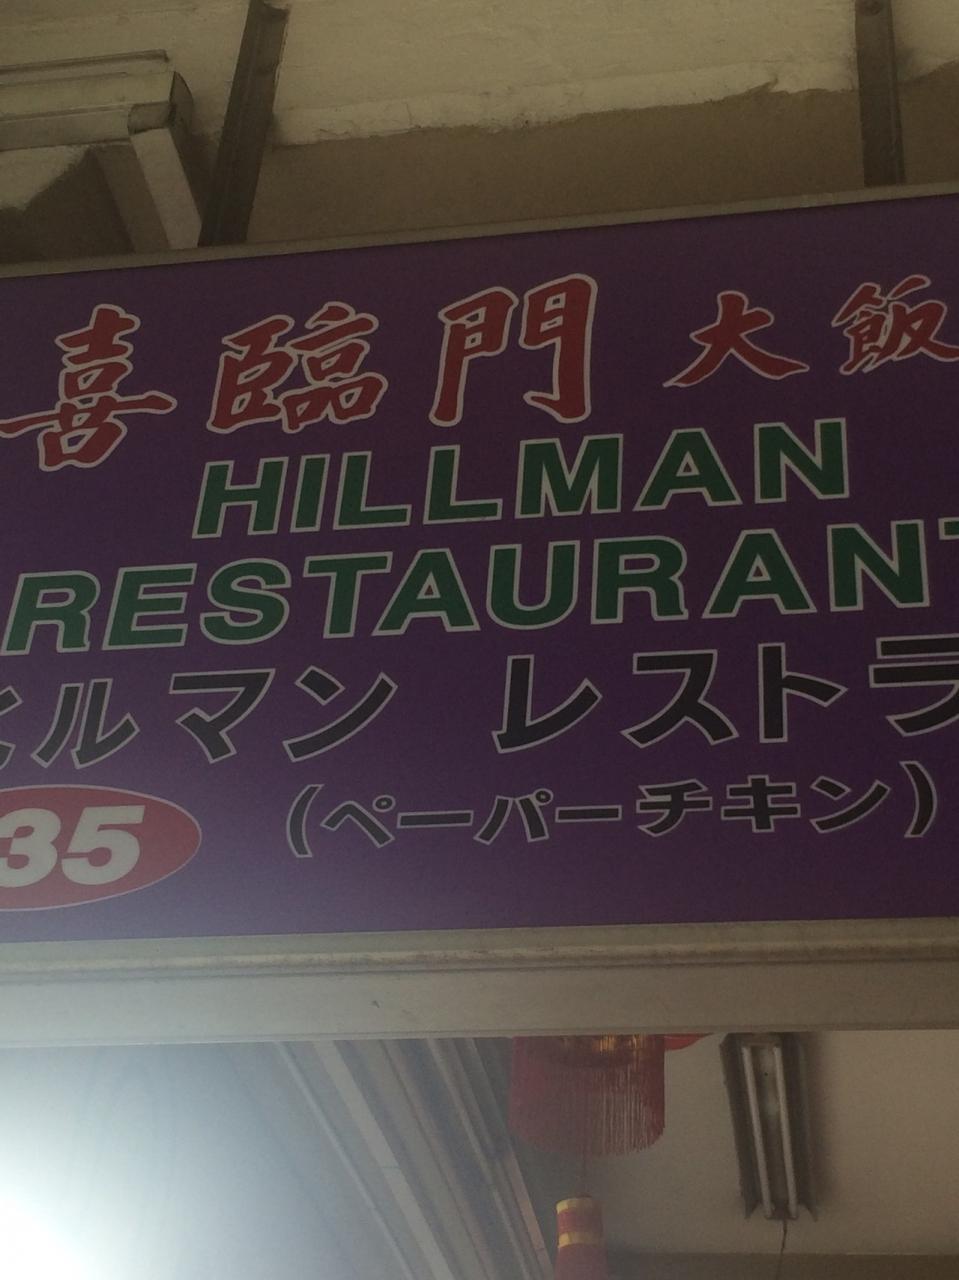 喜臨門 大飯
HILLMAN
RESTAURANT
ヒルマン レストラ
35 (ペーパーチキン)